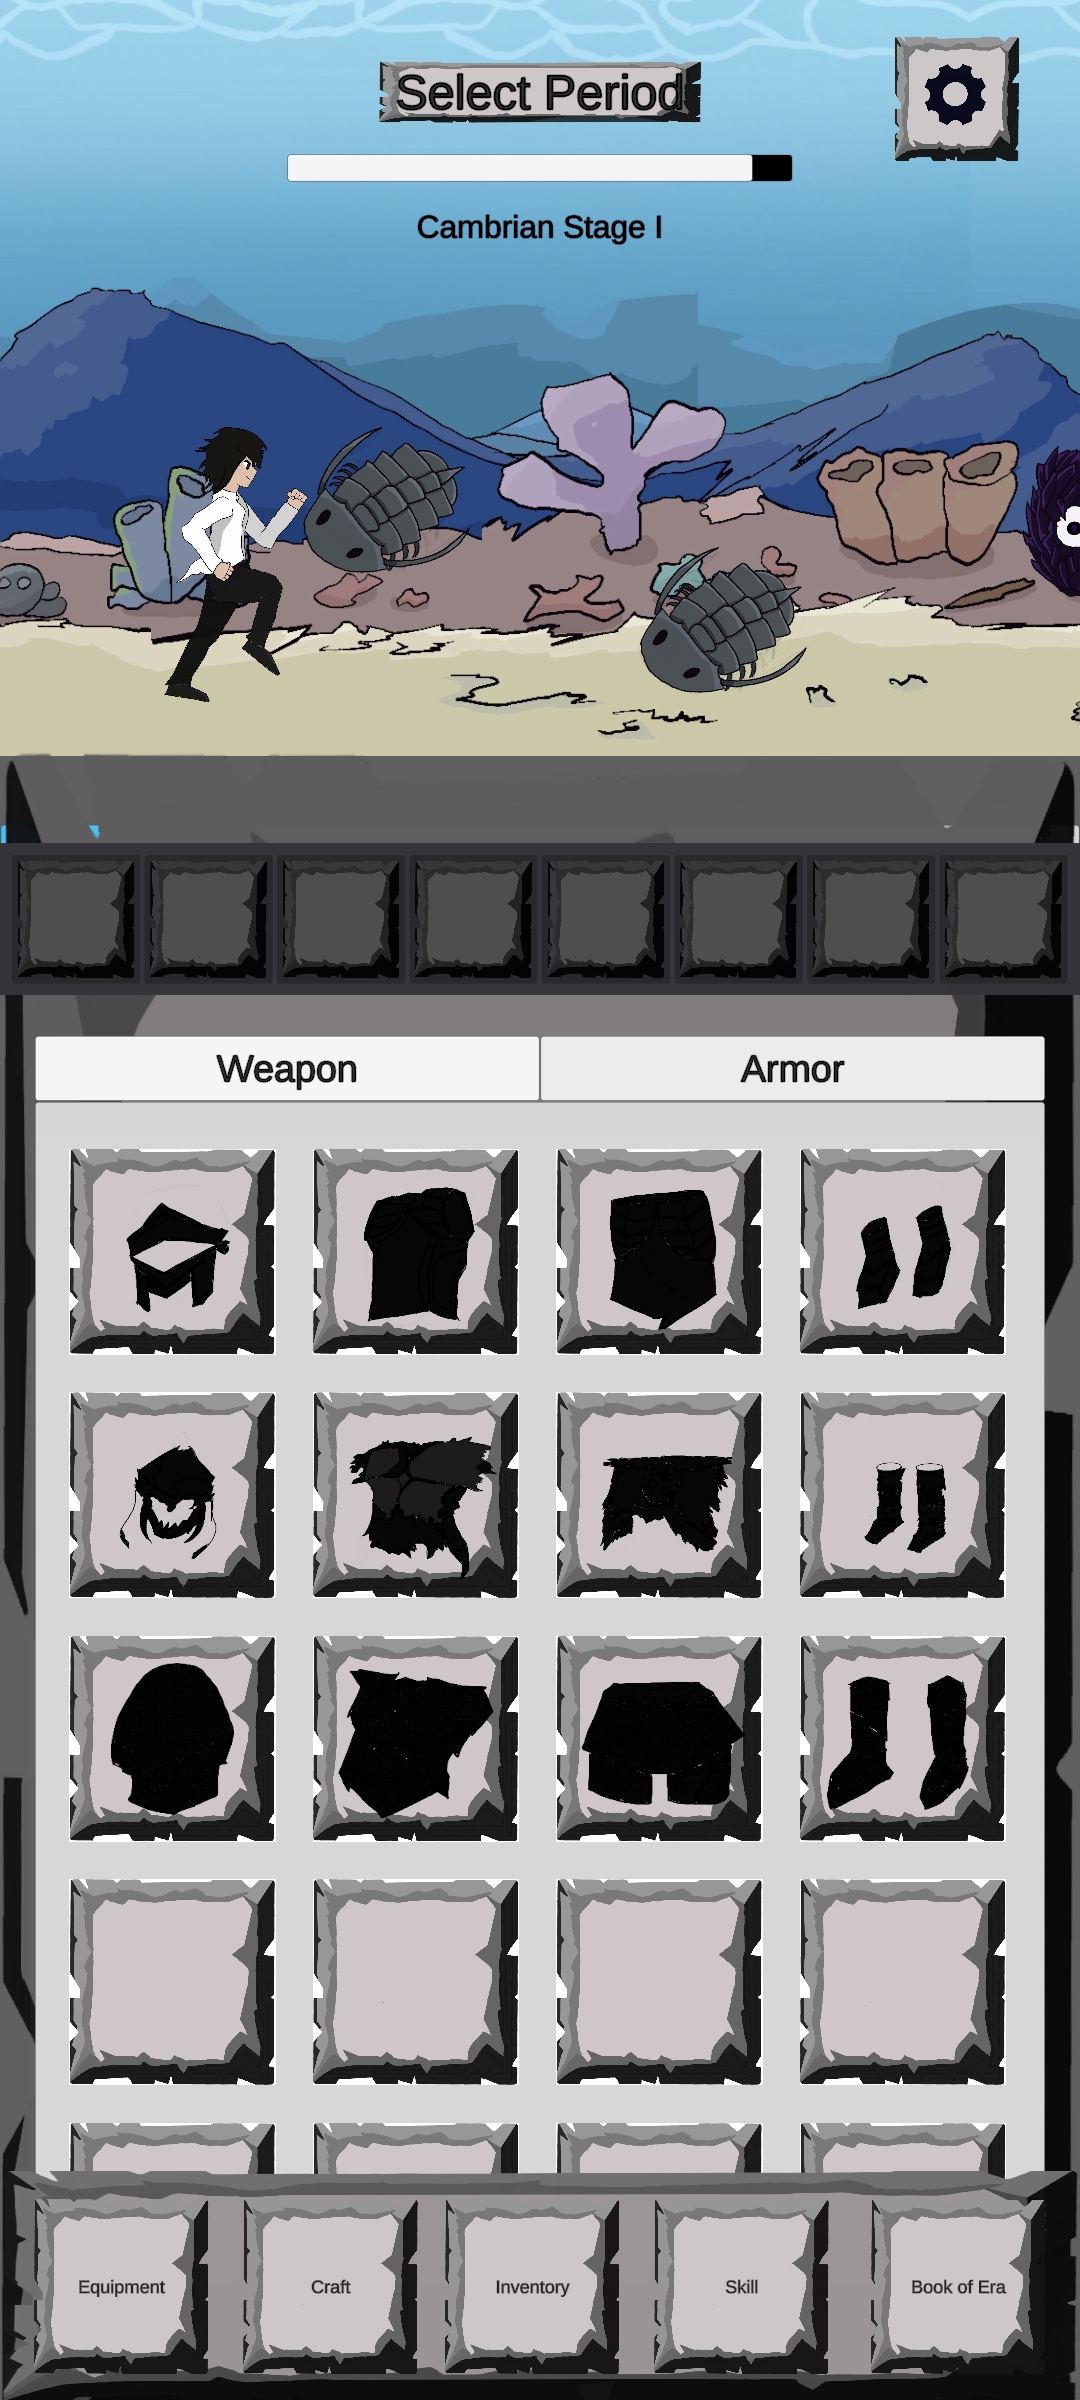 Select Period
Cambrian Stage I
Weapon
Armor
Equipment
Craft
Inventory
Skill
Book of Era